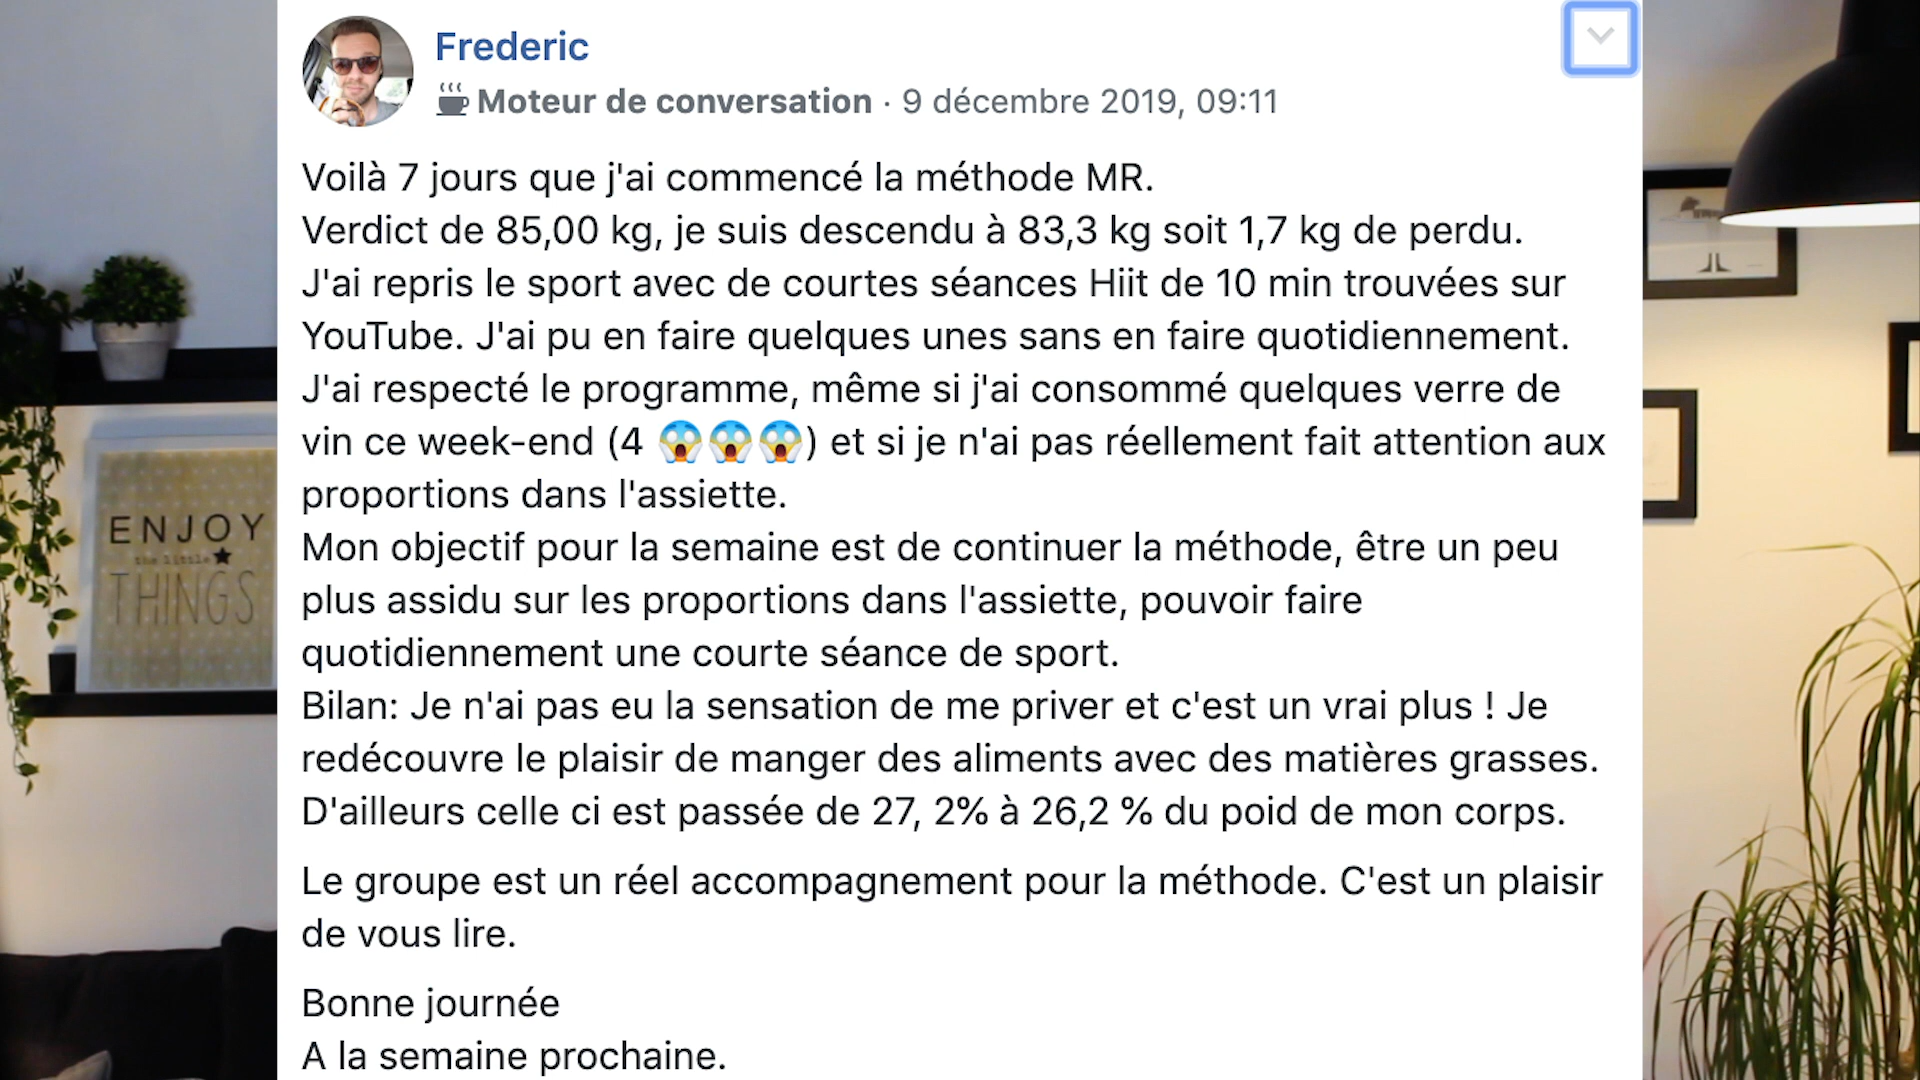 Frederic
Moteur de conversation · 9 décembre 2019, 09:11
Voilà 7 jours que j'ai commencé la méthode MR.
Verdict de 85,00 kg, je suis descendu à 83,3 kg soit 1,7 kg de perdu.
J'ai repris le sport avec de courtes séances Hiit de 10 min trouvées sur
YouTube. J'ai pu en faire quelques unes sans en faire quotidiennement.
J'ai respecté le programme, même si j'ai consommé quelques verre de
vin ce week-end (4 😱😱😱) et si je n'ai pas réellement fait attention aux
proportions dans l'assiette.
Mon objectif pour la semaine est de continuer la méthode, être un peu
plus assidu sur les proportions dans l'assiette, pouvoir faire
quotidiennement une courte séance de sport.
Bilan: Je n'ai pas eu la sensation de me priver et c'est un vrai plus ! Je
redécouvre le plaisir de manger des aliments avec des matières grasses.
D'ailleurs celle ci est passée de 27, 2% à 26,2 % du poid de mon corps.
Le groupe est un réel accompagnement pour la méthode. C'est un plaisir
de vous lire.
Bonne journée
A la semaine prochaine.
ENJOY
the little
THINGS